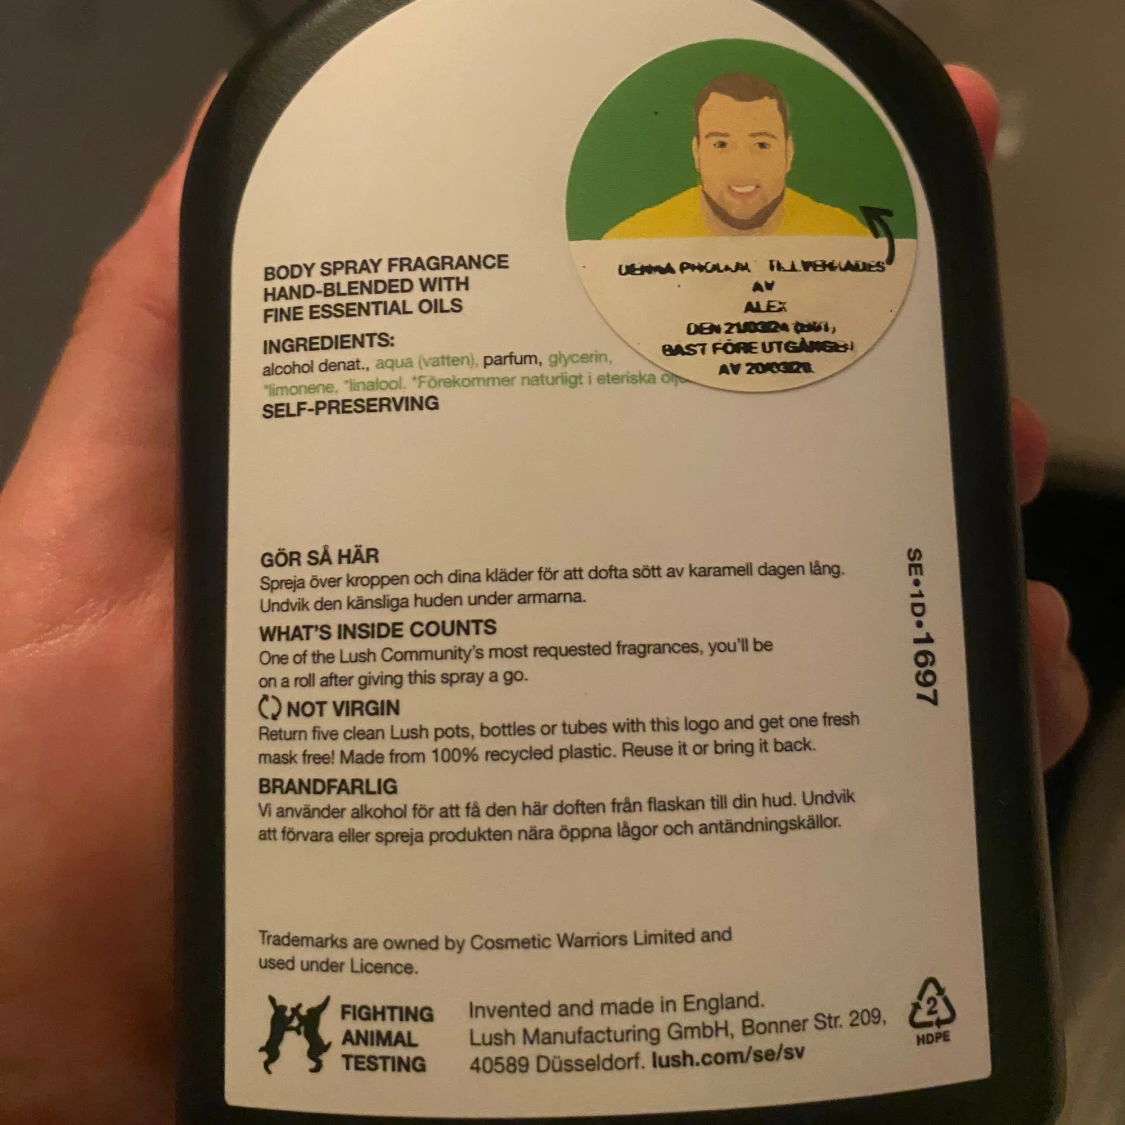 BODY SPRAY FRAGRANCE
HAND-BLENDED WITH
FINE ESSENTIAL OILS
INGREDIENTS:
alcohol denat., aqua (vatten), parfum, glycerin,
*limonene, *linalool. *Förekommer naturligt i eteriska
SELF-PRESERVING
TILLVERKADES
AV
ALEX
DEN
BÄST FÖRE UTGÅNGEN
AV
GÖR SÅ HÄR
Spreja över kroppen och dina kläder för att dofta sött av karamell dagen lång.
Undvik den känsliga huden under armarna.
WHAT'S INSIDE COUNTS
One of the Lush Community's most requested fragrances, you'll be
on a roll after giving this spray a go.
NOT VIRGIN
Return five clean Lush pots, bottles or tubes with this logo and get one fresh
mask free! Made from 100% recycled plastic. Reuse it or bring it back.
BRANDFARLIG
Vi använder alkohol för att få den här doften från flaskan till din hud. Undvik
att förvara eller spreja produkten nära öppna lågor och antändningskällor.
SE•1D•1697
Trademarks are owned by Cosmetic Warriors Limited and
used under Licence.
FIGHTING
ANIMAL
TESTING
Invented and made in England.
Lush Manufacturing GmbH, Bonner Str. 209,
40589 Düsseldorf. lush.com/se/sv
2
HDPE